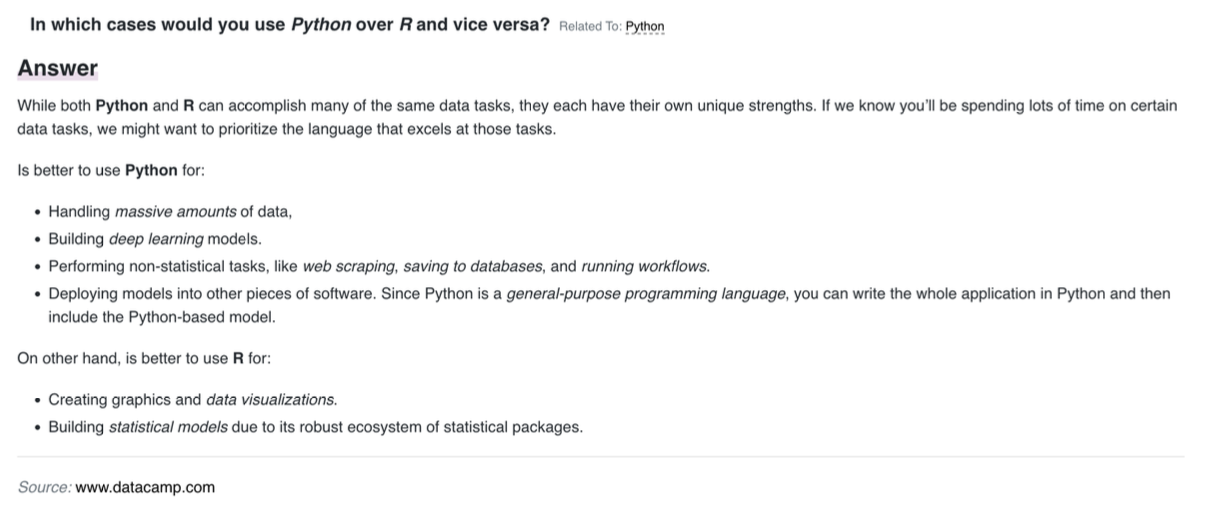 In which cases would you use Python over R and vice versa? Related To: Python
Answer
While both Python and R can accomplish many of the same data tasks, they each have their own unique strengths. If we know you'll be spending lots of time on certain
data tasks, we might want to prioritize the language that excels at those tasks.
Is better to use Python for:
• Handling massive amounts of data,
• Building deep learning models.
• Performing non-statistical tasks, like web scraping, saving to databases, and running workflows.
• Deploying models into other pieces of software. Since Python is a general-purpose programming language, you can write the whole application in Python and then
include the Python-based model.
On other hand, is better to use R for:
• Creating graphics and data visualizations.
• Building statistical models due to its robust ecosystem of statistical packages.
Source: www.datacamp.com